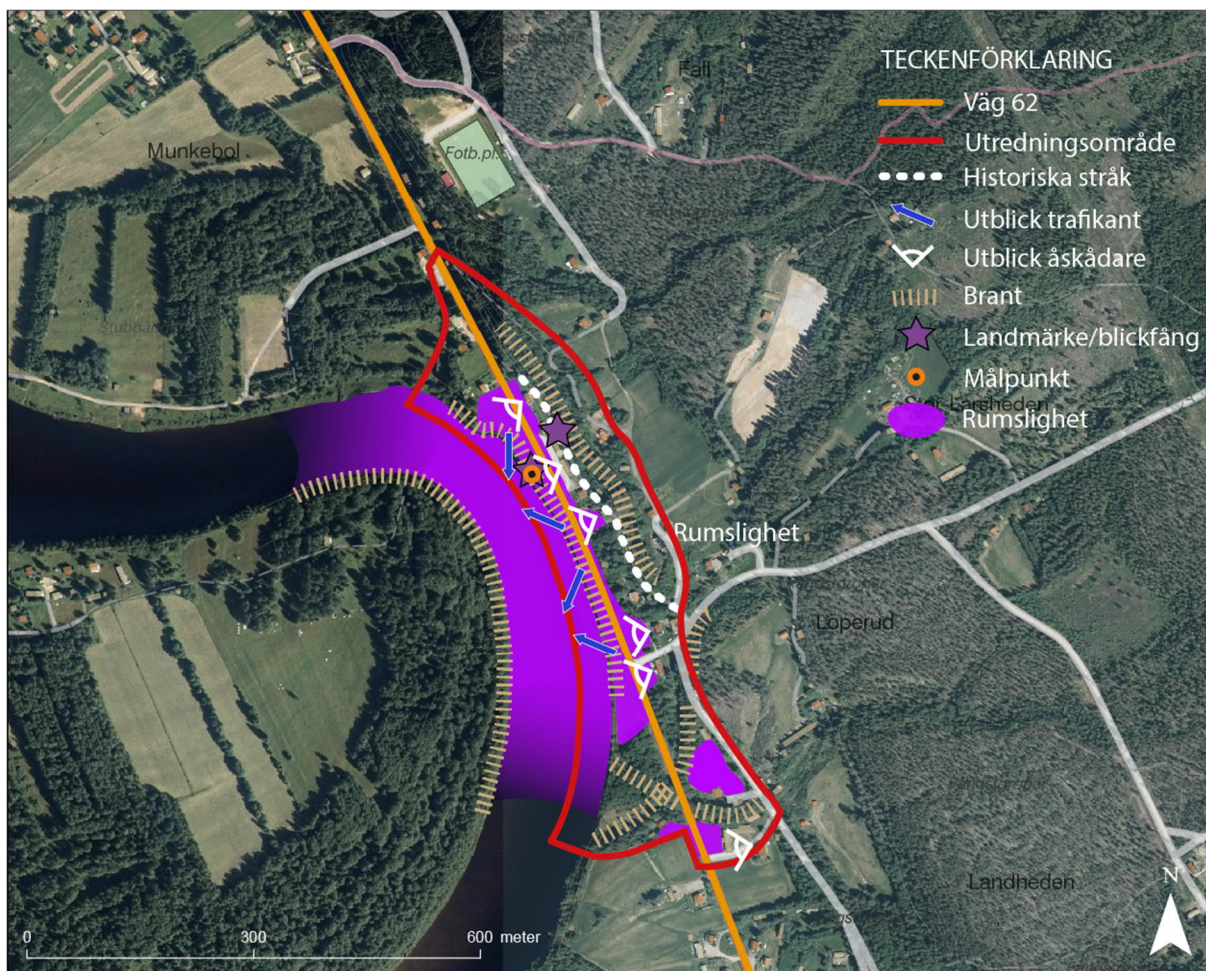 TECKENFÖRKLARING
Väg 62
Utredningsområde
Historiska stråk
Utblick trafikant
Utblick åskådare
Brant
Landmärke/blickfång
Målpunkt
Rumslighet
Fall
Munkebol
Fotb.pl.
Rumslighet
Löperud
Landheden
N
0 300 600 meter